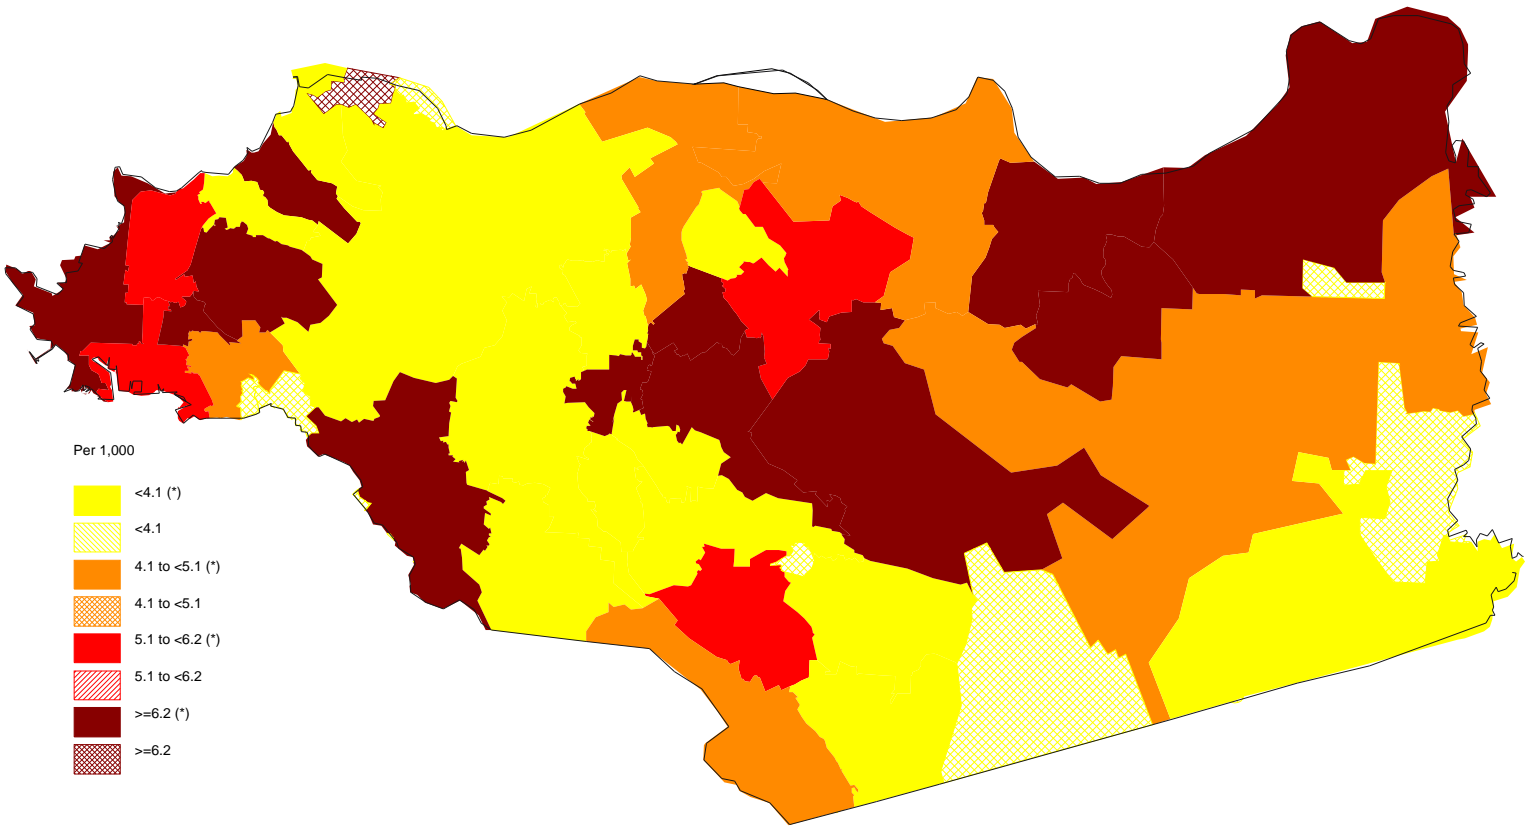 Per 1,000
<4.1 (*)
<4.1
4.1 to <5.1 (*)
4.1 to <5.1
5.1 to <6.2 (*)
5.1 to <6.2
>=6.2 (*)
>=6.2